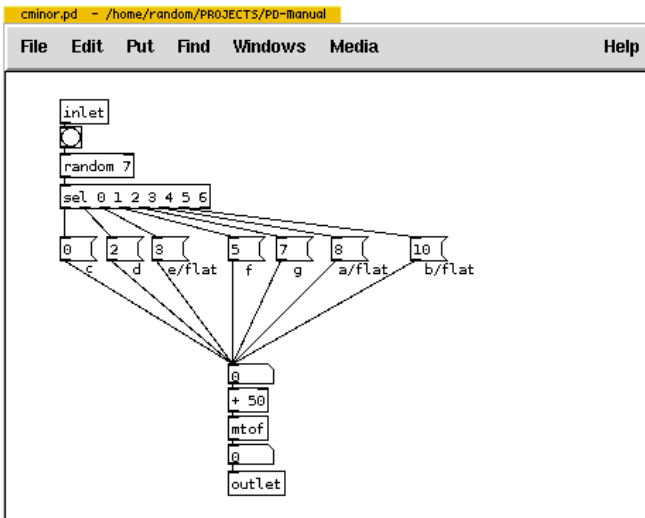 cminor.pd - /home/random/PROJECTS/PD-Manual
File Edit Put Find Windows Media Help
inlet
random 7
sel 0 1 2 3 4 5 6
0 2 3 5 7 8 10
c d e/flat f g a/flat b/flat
0
+ 50
mtof
0
outlet